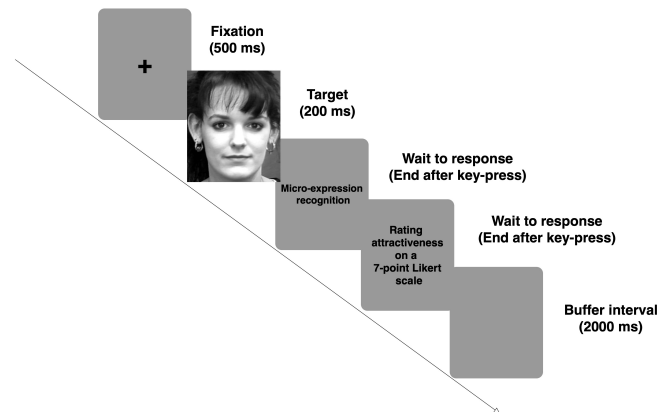 +
Fixation
(500 ms)
Target
(200 ms)
Micro-expression
recognition
Wait to response
(End after key-press)
Rating
attractiveness
on a
7-point Likert
scale
Wait to response
(End after key-press)
Buffer interval
(2000 ms)